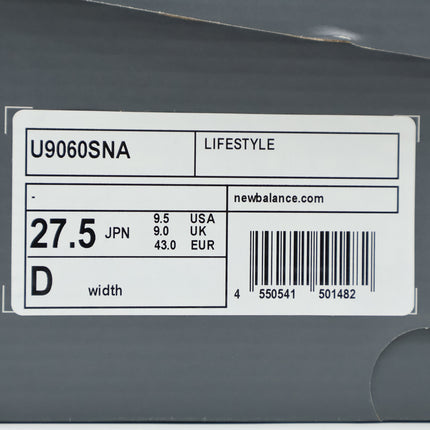 U9060SNA
LIFESTYLE
-
newbalance.com
27.5 JPN
9.5 USA
9.0 UK
43.0 EUR
D width
4 550541 501482